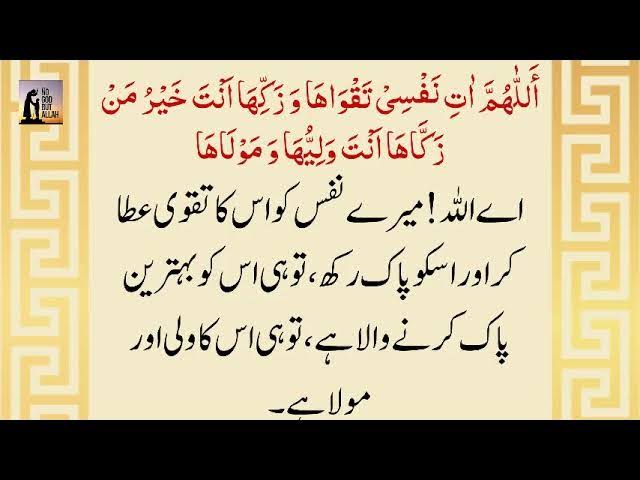 NO
GOD
BUT
ALLAH
أَللّٰهُمَّ اٰتِ نَفْسِيْ تَقْوَاهَا وَ زَكِّهَا اَنْتَ خَيْرُ مَنْ
زَكَّاهَا اَنْتَ وَلِيُّهَا وَ مَوْلَاهَا
اے اللہ! میرے نفس کو اس کا تقوی عطا
کر اور اسکو پاک رکھ، تو ہی اس کو بہترین
پاک کرنے والا ہے، تو ہی اس کا ولی اور
مولا ہے۔